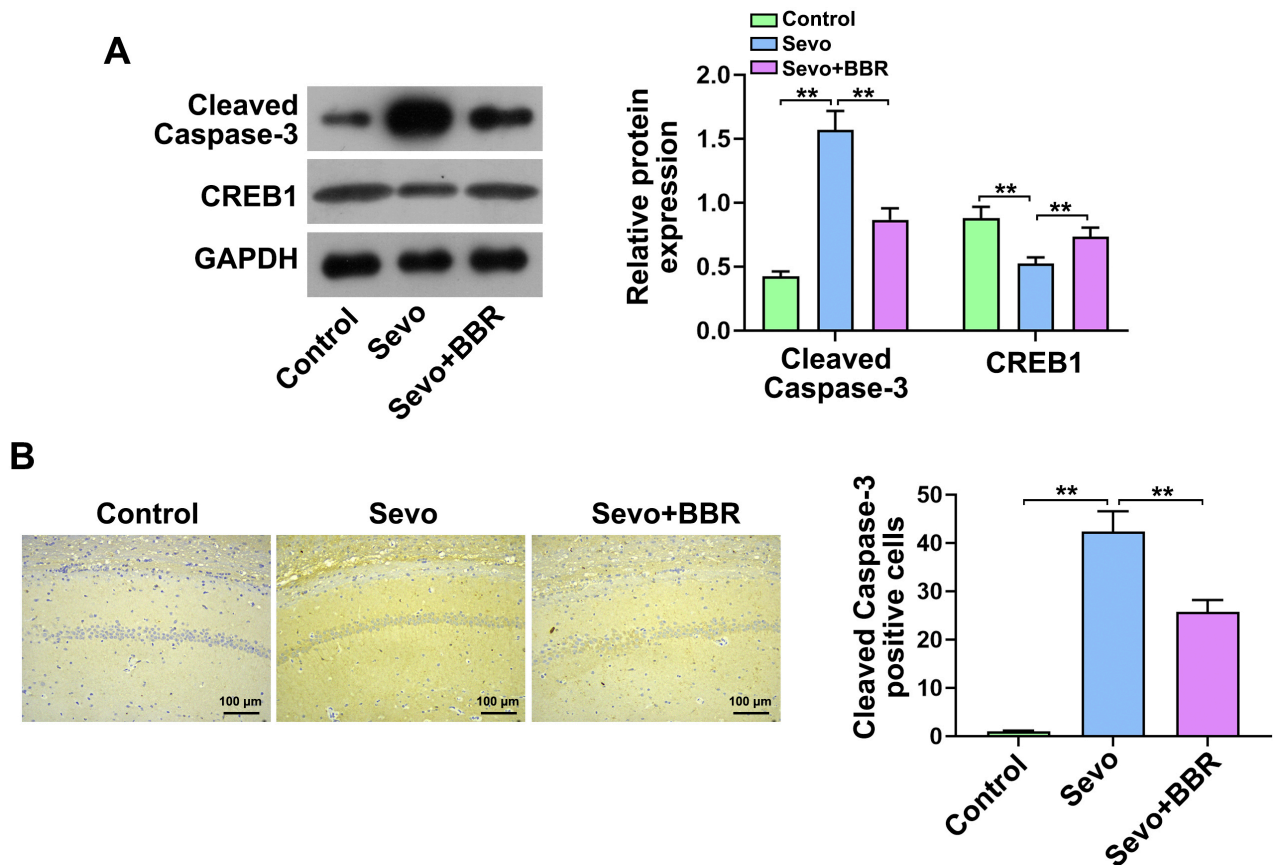 A
Cleaved
Caspase-3
CREB1
GAPDH
Control
Sevo
Sevo+BBR
Control
Sevo
Sevo+BBR
Relative protein
expression
2.0
1.5
1.0
0.5
0.0
** **
** **
Cleaved
Caspase-3
CREB1
B
Control
Sevo
Sevo+BBR
100 μm
100 μm
100 μm
Cleaved Caspase-3
positive cells
50
40
30
20
10
0
** **
Control
Sevo
Sevo+BBR